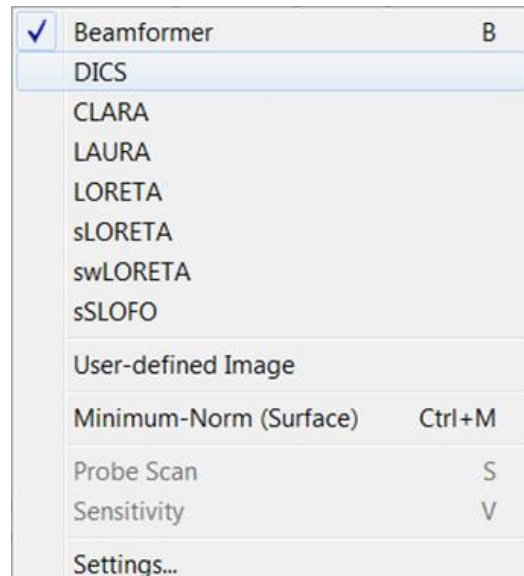 Beamformer B
DICS
CLARA
LAURA
LORETA
sLORETA
swLORETA
sSLOFO
User-defined Image
Minimum-Norm (Surface) Ctrl+M
Probe Scan S
Sensitivity V
Settings...